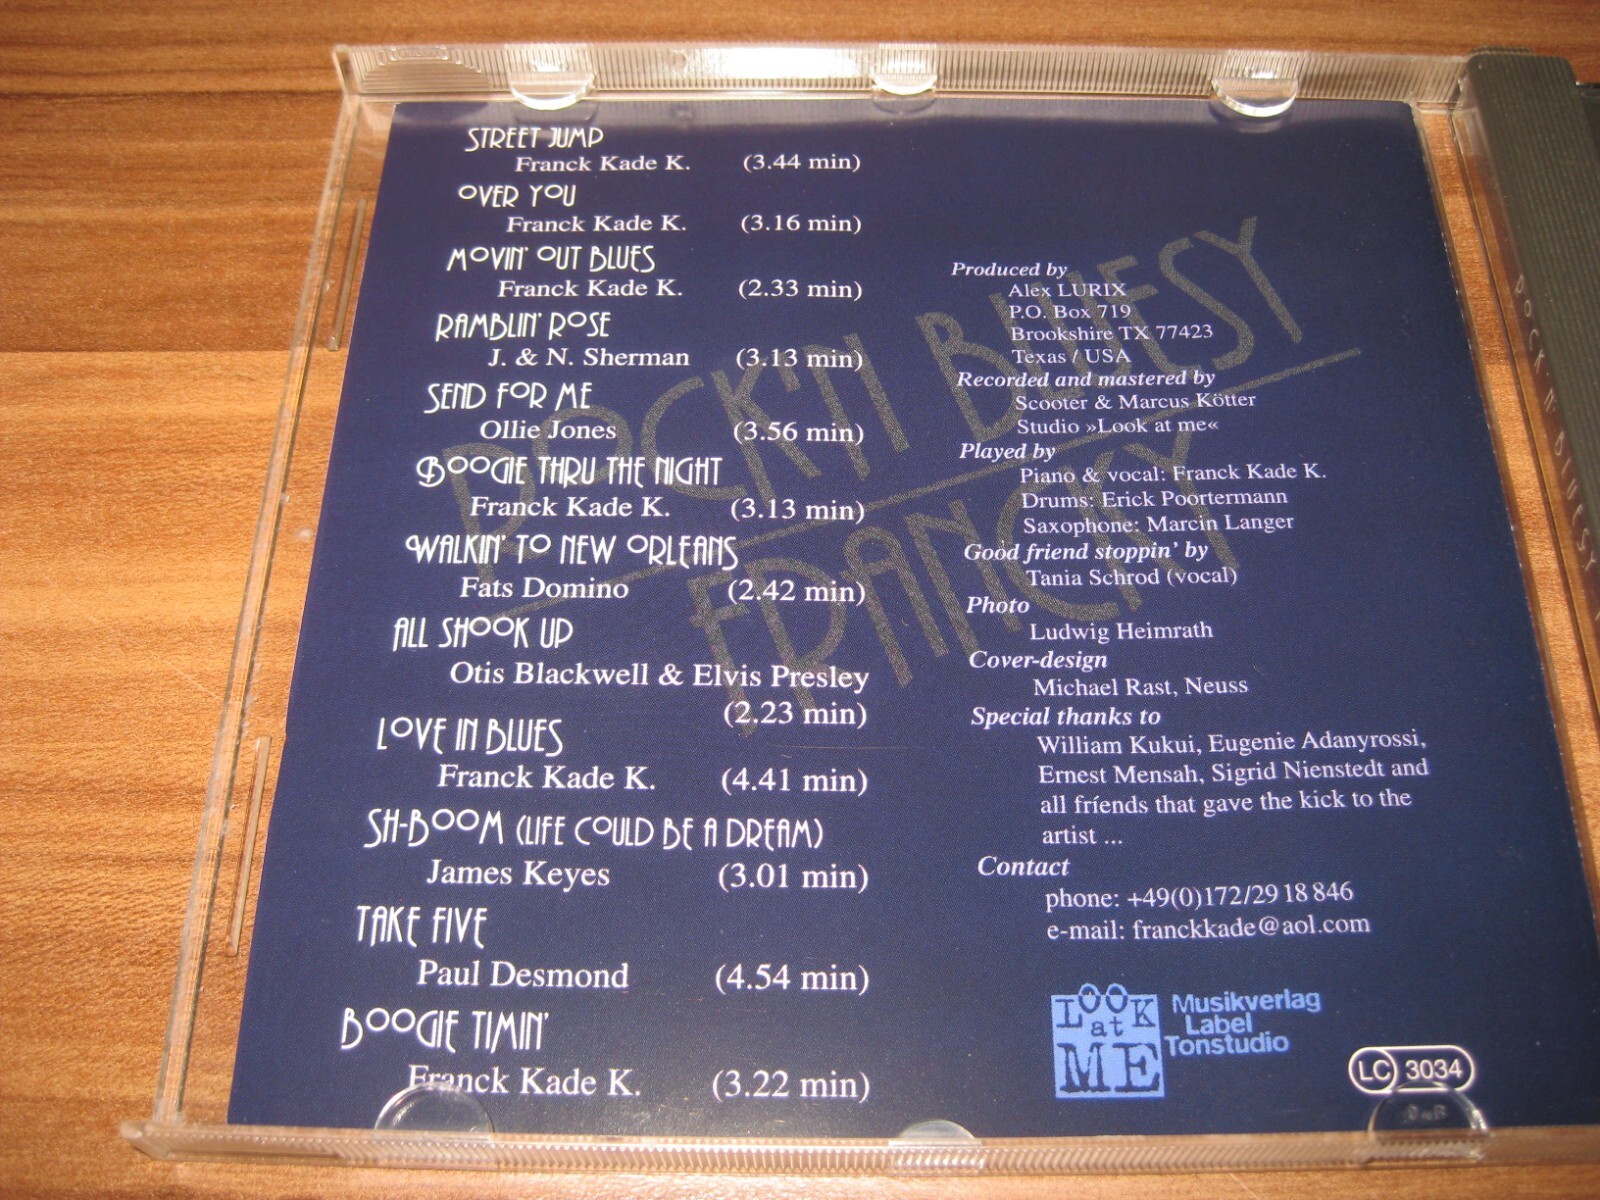 STREET JUMP
Franck Kade K. (3.44 min)
OVER YOU
Franck Kade K. (3.16 min)
MOVIN' OUT BLUES
Franck Kade K. (2.33 min)
RAMBLIN' ROSE
J. & N. Sherman (3.13 min)
SEND FOR ME
Ollie Jones (3.56 min)
BOOGIE THRU THE NIGHT
Franck Kade K. (3.13 min)
WALKIN' TO NEW ORLEANS
Fats Domino (2.42 min)
ALL SHOOK UP
Otis Blackwell & Elvis Presley
(2.23 min)
LOVE IN BLUES
Franck Kade K. (4.41 min)
SH-BOOM (LIFE COULD BE A DREAM)
James Keyes (3.01 min)
TAKE FIVE
Paul Desmond (4.54 min)
BOOGIE TIMIN'
Franck Kade K. (3.22 min)
ROCK'N BLUESY
FRANCKY
Produced by
Alex LURIX
P.O. Box 719
Brookshire TX 77423
Texas / USA
Recorded and mastered by
Scooter & Marcus Kötter
Studio »Look at me«
Played by
Piano & vocal: Franck Kade K.
Drums: Erick Poortermann
Saxophone: Marcin Langer
Good friend stoppin' by
Tania Schrod (vocal)
Photo
Ludwig Heimrath
Cover-design
Michael Rast, Neuss
Special thanks to
William Kukui, Eugenie Adanyrossi,
Ernest Mensah, Sigrid Nienstedt and
all fríends that gave the kick to the
artist ...
Contact
phone: +49(0)172/29 18 846
e-mail: franckkade@aol.com
LOOK
at
ME
Musikverlag
Label
Tonstudio
LC 3034
ROCK'N' BLUESY